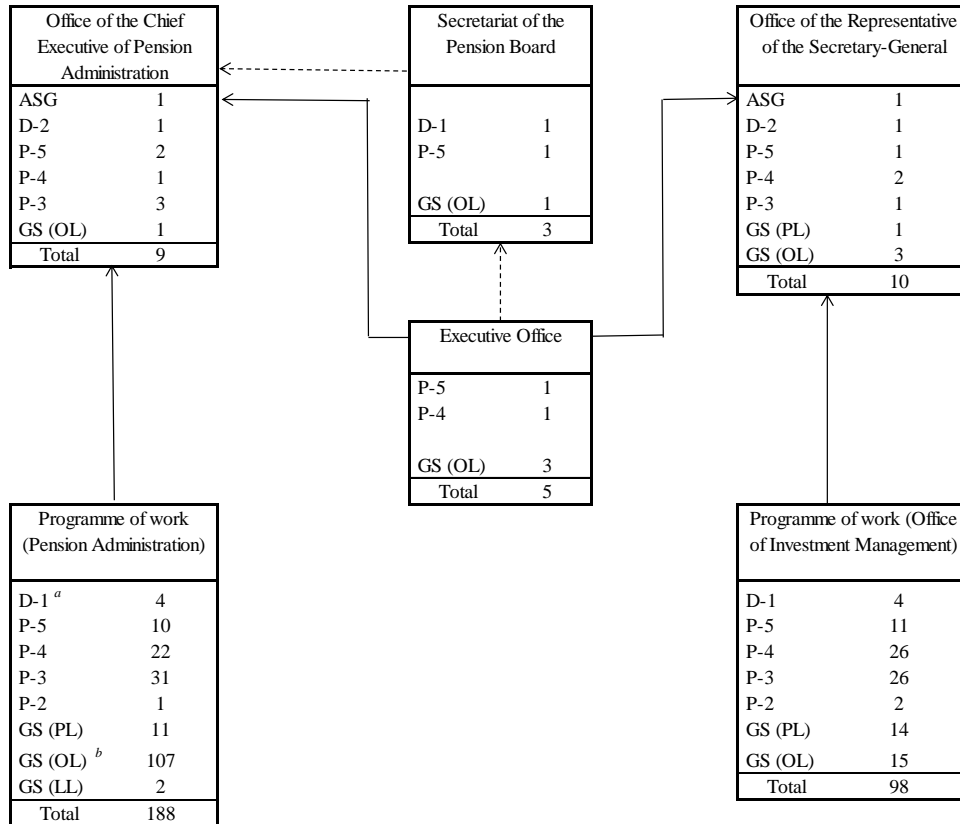 Office of the Chief
Executive of Pension
Administration
ASG 1
D-2 1
P-5 2
P-4 1
P-3 3
GS (OL) 1
Total 9
Secretariat of the
Pension Board
D-1 1
P-5 1
GS (OL) 1
Total 3
Office of the Representative
of the Secretary-General
ASG 1
D-2 1
P-5 1
P-4 2
P-3 1
GS (PL) 1
GS (OL) 3
Total 10
Executive Office
P-5 1
P-4 1
GS (OL) 3
Total 5
Programme of work
(Pension Administration)
D-1 a 4
P-5 10
P-4 22
P-3 31
P-2 1
GS (PL) 11
GS (OL) b 107
GS (LL) 2
Total 188
Programme of work (Office
of Investment Management)
D-1 4
P-5 11
P-4 26
P-3 26
P-2 2
GS (PL) 14
GS (OL) 15
Total 98